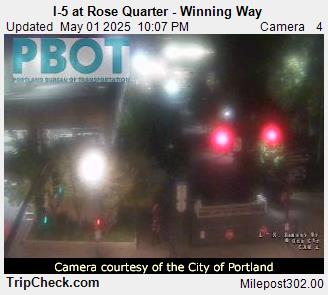 I-5 at Rose Quarter - Winning Way
Updated May 01 2025 10:07 PM Camera 4
PBOT
PORTLAND BUREAU OF TRANSPORTATION
Camera courtesy of the City of Portland
TripCheck.com Milepost302.00